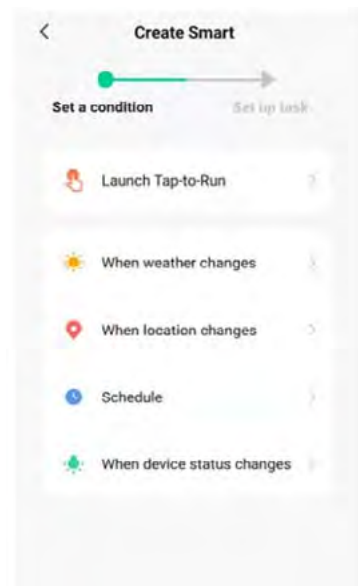 Create Smart
Set a condition
Set up task
Launch Tap-to-Run
When weather changes
When location changes
Schedule
When device status changes